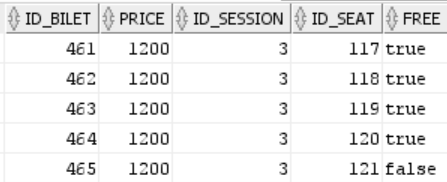 ID_BILET PRICE ID_SESSION ID_SEAT FREE
461 1200 3 117 true
462 1200 3 118 true
463 1200 3 119 true
464 1200 3 120 true
465 1200 3 121 false